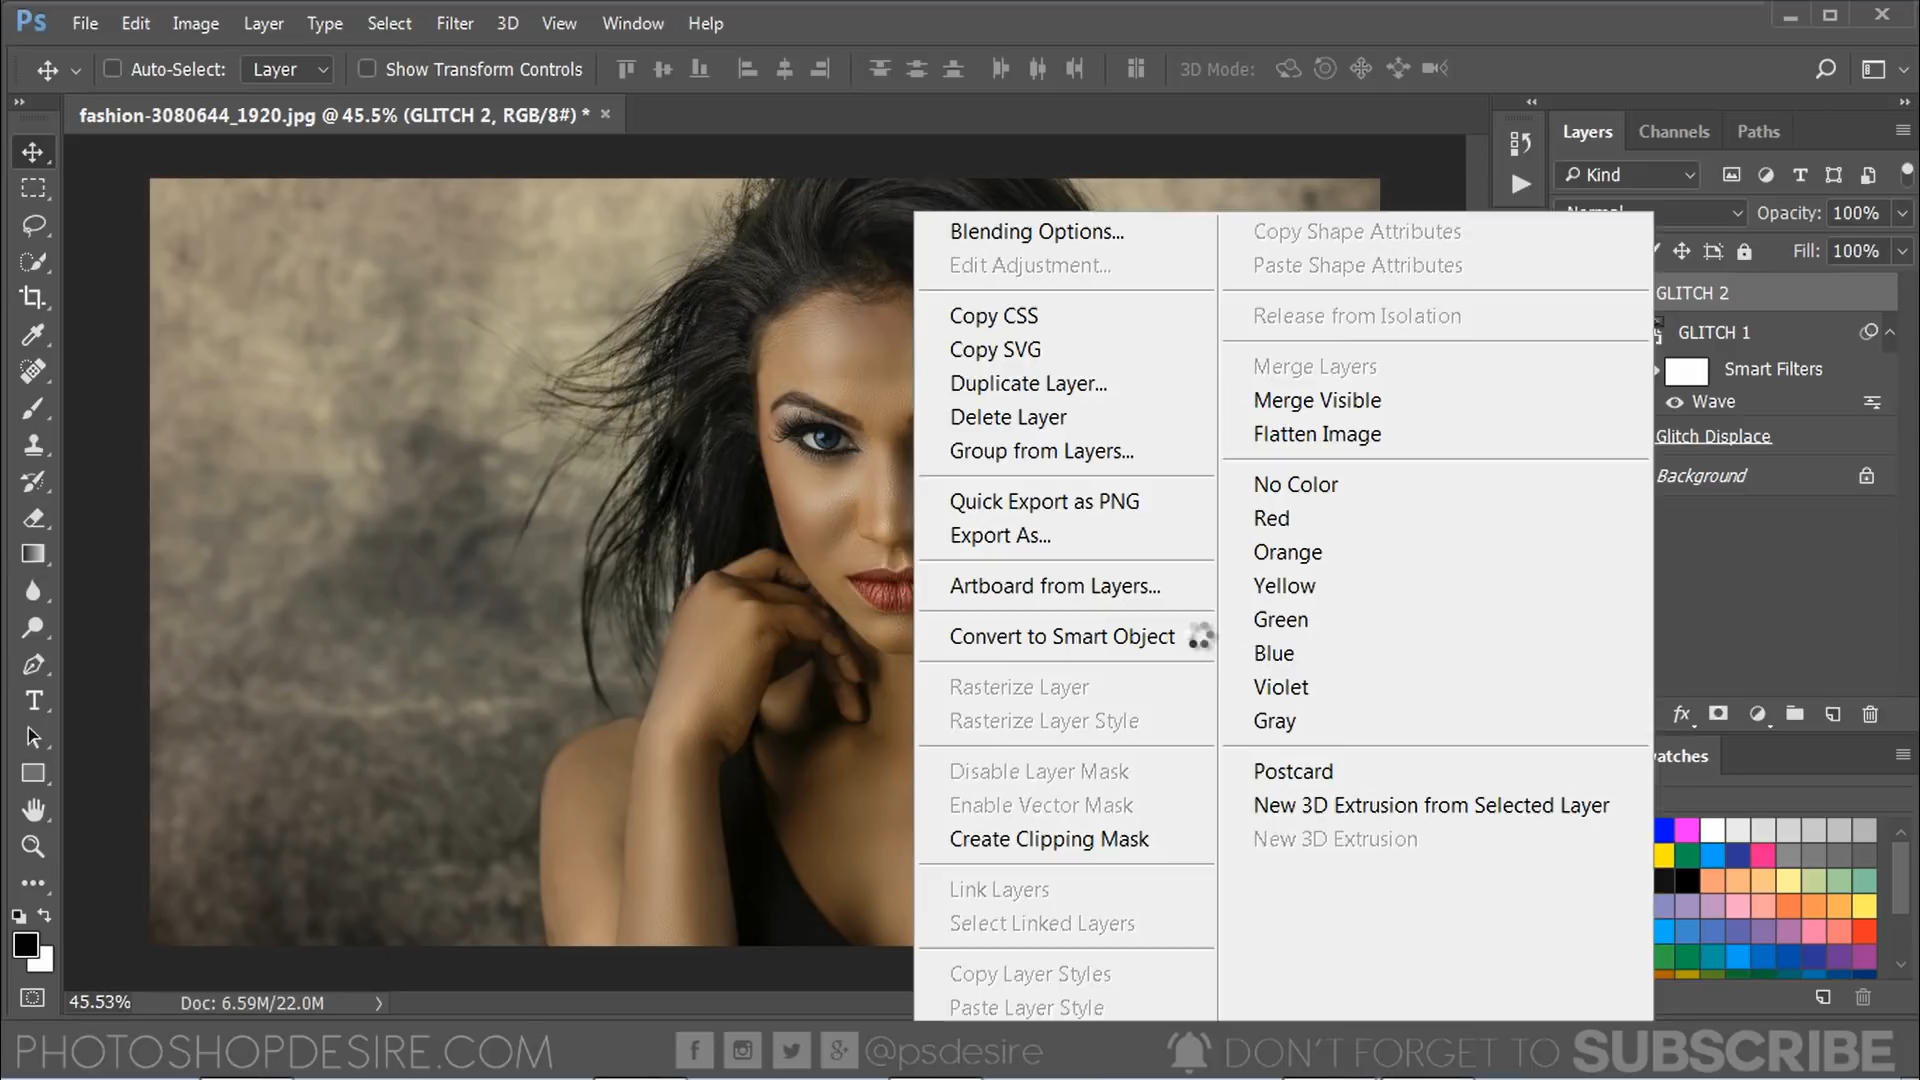 Ps File Edit Image Layer Type Select Filter 3D View Window Help
Auto-Select: Layer Show Transform Controls 3D Mode:
fashion-3080644_1920.jpg @ 45.5% (GLITCH 2, RGB/8#) * ×
Layers Channels Paths
Kind
Normal Opacity: 100%
Fill: 100%
GLITCH 2
GLITCH 1
Smart Filters
Wave
Glitch Displace
Background
Blending Options...
Edit Adjustment...
Copy CSS
Copy SVG
Duplicate Layer...
Delete Layer
Group from Layers...
Quick Export as PNG
Export As...
Artboard from Layers...
Convert to Smart Object
Rasterize Layer
Rasterize Layer Style
Disable Layer Mask
Enable Vector Mask
Create Clipping Mask
Link Layers
Select Linked Layers
Copy Layer Styles
Paste Layer Style
Copy Shape Attributes
Paste Shape Attributes
Release from Isolation
Merge Layers
Merge Visible
Flatten Image
No Color
Red
Orange
Yellow
Green
Blue
Violet
Gray
Postcard
New 3D Extrusion from Selected Layer
New 3D Extrusion
fx
watches
45.53% Doc: 6.59M/22.0M
PHOTOSHOPDESIRE.COM @psdesire DON'T FORGET TO SUBSCRIBE